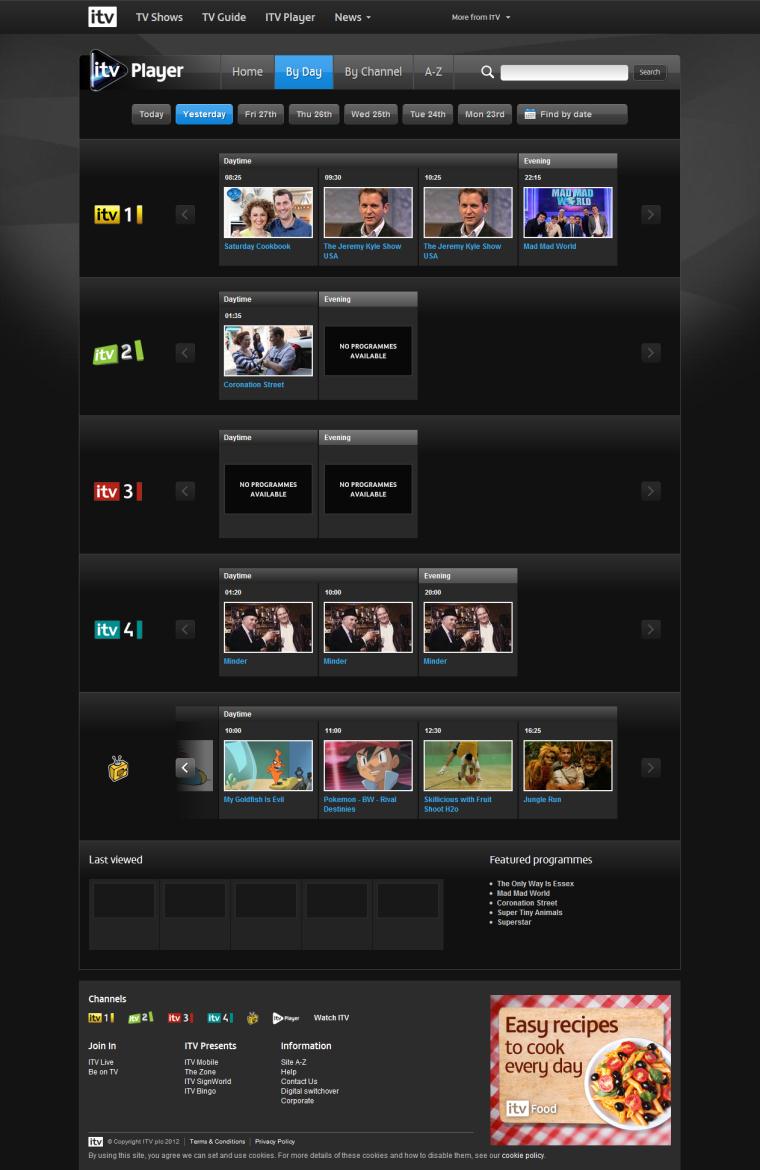 itv TV Shows TV Guide ITV Player News More from ITV
itv Player Home By Day By Channel A-Z Search
Today Yesterday Fri 27th Thu 26th Wed 25th Tue 24th Mon 23rd Find by date
Daytime Evening
08:25 09:30 10:25 22:15
itv 1
MAD MAD
WORLD
Saturday Cookbook The Jeremy Kyle Show The Jeremy Kyle Show Mad Mad World
USA USA
Daytime Evening
01:35
itv 2
NO PROGRAMMES
AVAILABLE
Coronation Street
Daytime Evening
itv 3
NO PROGRAMMES NO PROGRAMMES
AVAILABLE AVAILABLE
Daytime Evening
01:20 10:00 20:00
itv 4
Minder Minder Minder
Daytime
10:00 11:00 12:30 16:25
My Goldfish Is Evil Pokemon - BW - Rival Skillicious with Fruit Jungle Run
Destinies Shoot H2o
Last viewed Featured programmes
The Only Way Is Essex
Mad Mad World
Coronation Street
Super Tiny Animals
Superstar
Channels
itv 1 itv 2 itv 3 itv 4 itv Player Watch ITV
Join In ITV Presents Information
ITV Live ITV Mobile Site A-Z
Be on TV The Zone Help
ITV SignWorld Contact Us
ITV Bingo Digital switchover
Corporate
Easy recipes
to cook
every day
itv Food
itv © Copyright ITV plc 2012 | Terms & Conditions | Privacy Policy
By using this site, you agree we can set and use cookies. For more details of these cookies and how to disable them, see our cookie policy.